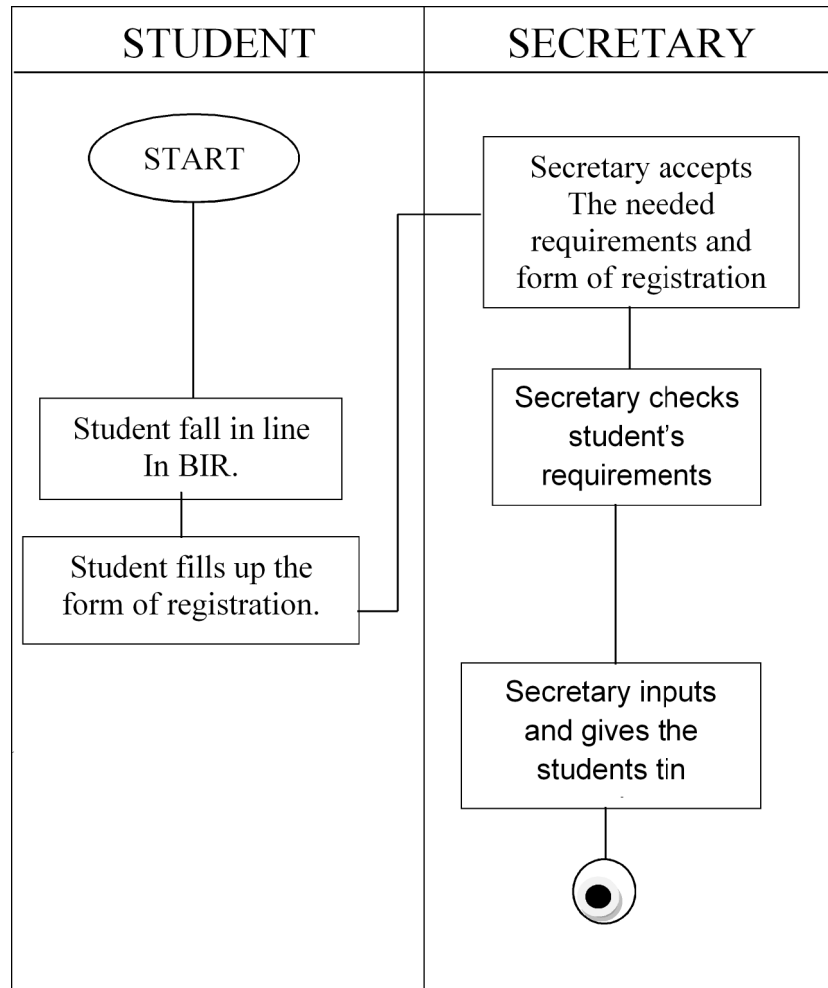 STUDENT
SECRETARY
START
Student fall in line
In BIR.
Student fills up the
form of registration.
Secretary accepts
The needed
requirements and
form of registration
Secretary checks
student's
requirements
Secretary inputs
and gives the
students tin